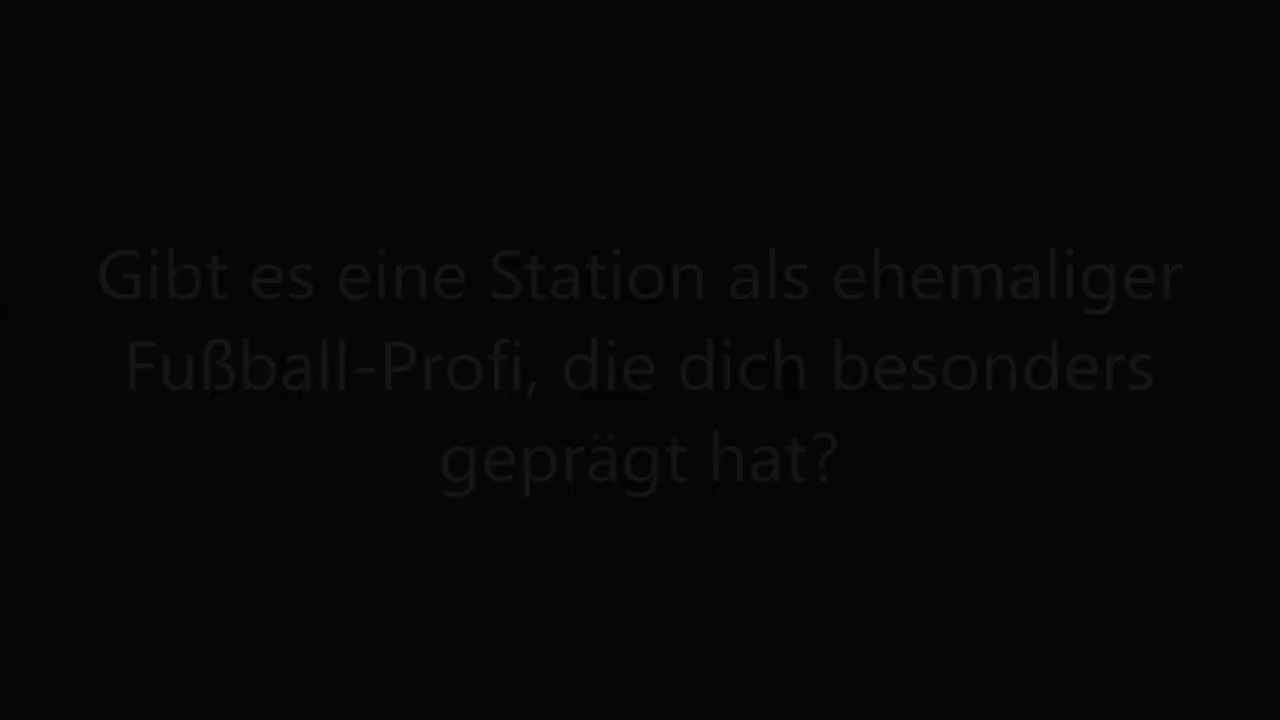 Gibt es eine Station als ehemaliger
Fußball-Profi, die dich besonders
geprägt hat?